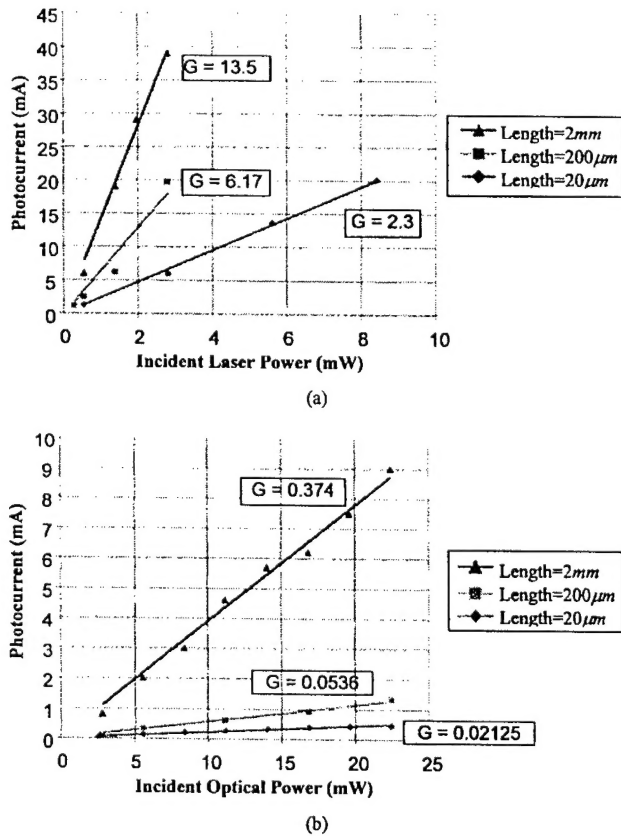 45
40
35
30
25
20
15
10
5
0
Photocurrent (mA)
G = 13.5
G = 6.17
G = 2.3
Length=2mm
Length=200μm
Length=20μm
0 2 4 6 8 10
Incident Laser Power (mW)
(a)
10
9
8
7
6
5
4
3
2
1
0
Photocurrent (mA)
G = 0.374
G = 0.0536
G = 0.02125
Length=2mm
Length=200μm
Length=20μm
0 5 10 15 20 25
Incident Optical Power (mW)
(b)